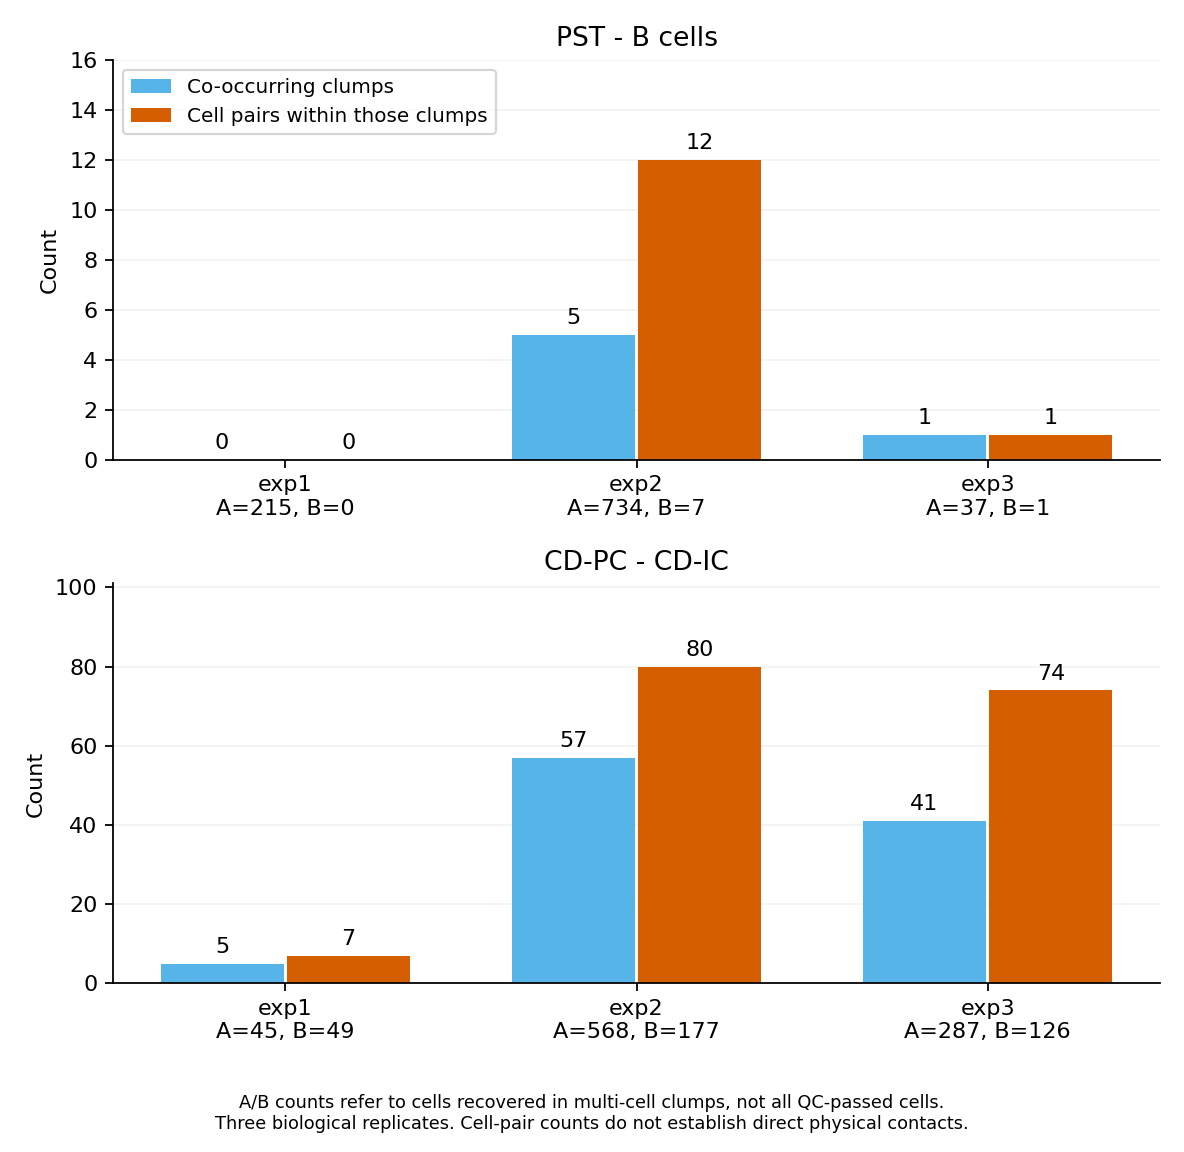 PST - B cells
16
Co-occurring clumps
14
Cell pairs within those clumps
12
12
10
Count
8
6
5
4
2
1
1
0
0
0
exp1
exp2
exp3
A=215, B=0
A=734, B=7
A=37, B=1
CD-PC - CD-IC
100
80
80
74
60
57
Count
40
41
20
5
7
0
exp1
exp2
exp3
A=45, B=49
A=568, B=177
A=287, B=126
A/B counts refer to cells recovered in multi-cell clumps, not all QC-passed cells.
Three biological replicates. Cell-pair counts do not establish direct physical contacts.